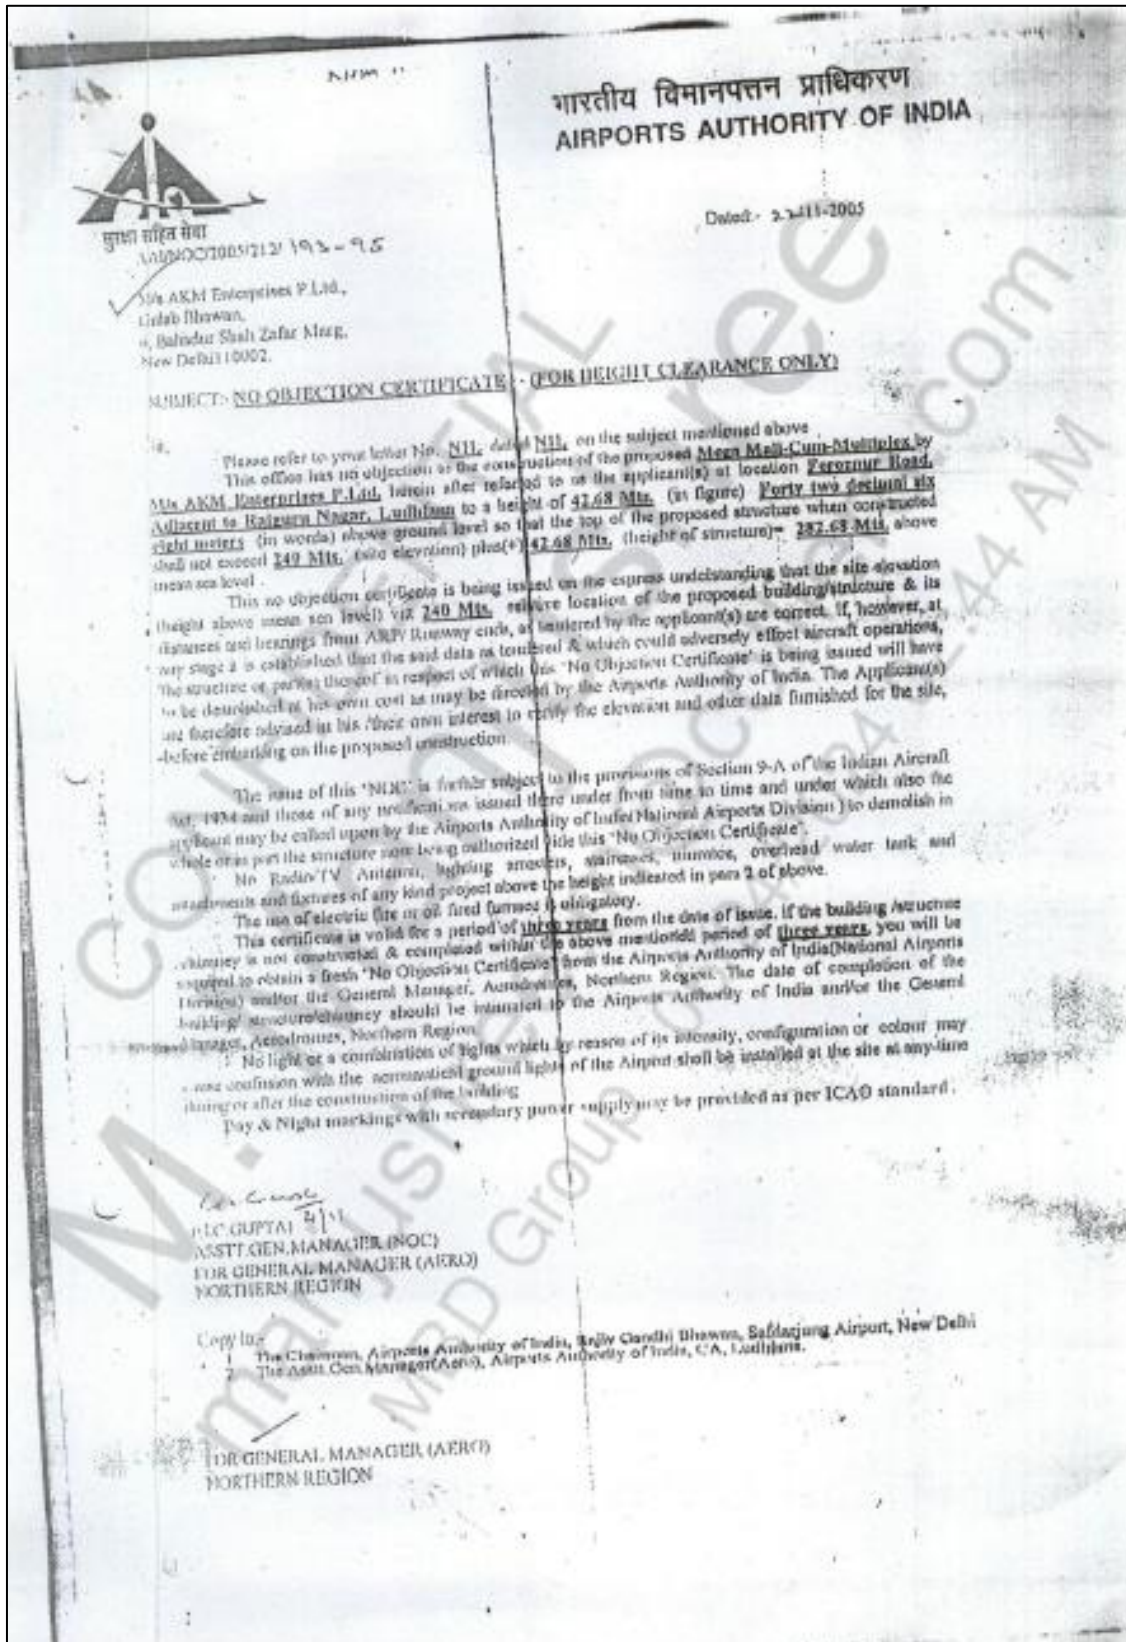 भारतीय विमानपत्तन प्राधिकरण
AIRPORTS AUTHORITY OF INDIA
सुरक्षा सहित सेवा
Dated:- 22-11-2005
AAI/NOC/2005/212/ 193-95
M/s AKM Enterprises P.Ltd.,
Gulab Bhawan,
6, Bahadur Shah Zafar Marg,
New Delhi 110002.
SUBJECT:- NO OBJECTION CERTIFICATE :- (FOR HEIGHT CLEARANCE ONLY)
Sir,
Please refer to your letter No. NIL dated NIL on the subject mentioned above
This office has no objection to the construction of the proposed Mega Mall-Cum-Multiplex by
M/s AKM Enterprises P.Ltd. herein after referred to as the applicant(s) at location Ferozpur Road,
Adjacent to Rajguru Nagar, Ludhiana to a height of 42.68 Mts. (in figure) Forty two decimal six
eight meters (in words) above ground level so that the top of the proposed structure when constructed
shall not exceed 240 Mts. (site elevation) plus(+) 42.68 Mts. (height of structure)= 282.68 Mts. above
mean sea level .
This no objection certificate is being issued on the express understanding that the site elevation
(height above mean sea level) viz 240 Mts. relative location of the proposed building/structure & its
distances and bearings from ARP/ Runway ends, as tendered by the applicant(s) are correct. If, however, at
any stage it is established that the said data as tendered & which could adversely effect aircraft operations,
the structure or part(s) thereof in respect of which this 'No Objection Certificate' is being issued will have
to be demolished at his own cost as may be directed by the Airports Authority of India. The Applicant(s)
are therefore advised in his /their own interest to verify the elevation and other data furnished for the site,
before embarking on the proposed construction.
The issue of this 'NOC' is further subject to the provisions of Section 9-A of the Indian Aircraft
Act, 1934 and those of any notifications issued there under from time to time and under which also the
applicant may be called upon by the Airports Authority of India(National Airports Division ) to demolish in
whole or in part the structure now being authorized vide this "No Objection Certificate".
No Radio/TV Antenna, lighting arresters, staircases, mumtee, overhead water tank and
attachments and fixtures of any kind project above the height indicated in para 2 of above.
The use of electric fire or oil fired furnace is obligatory.
This certificate is valid for a period of three years from the date of issue. If the building /structure
chimney is not constructed & completed within the above mentioned period of three years, you will be
required to obtain a fresh 'No Objection Certificate' from the Airports Authority of India(National Airports
Division) and/or the General Manager, Aerodromes, Northern Region. The date of completion of the
building/ structure/chimney should be intimated to the Airports Authority of India and/or the General
Manager, Aerodromes, Northern Region.
No light or a combination of lights which by reason of its intensity, configuration or colour may
cause confusion with the aeronautical ground lights of the Airport shall be installed at the site at any-time
during or after the construction of the building
Day & Night markings with secondary power supply may be provided as per ICAO standard .
GUPTA)
ASSTT.GEN.MANAGER (NOC)
FOR GENERAL MANAGER (AERO)
NORTHERN REGION
Copy to:-
1 The Chairman, Airports Authority of India, Rajiv Gandhi Bhawan, Safdarjung Airport, New Delhi
2 The Asstt. Gen. Manager(Aero), Airports Authority of India, CA, Ludhiana.
FOR GENERAL MANAGER (AERO)
NORTHERN REGION
CONFIDENTIAL
manjushree
MBD Group